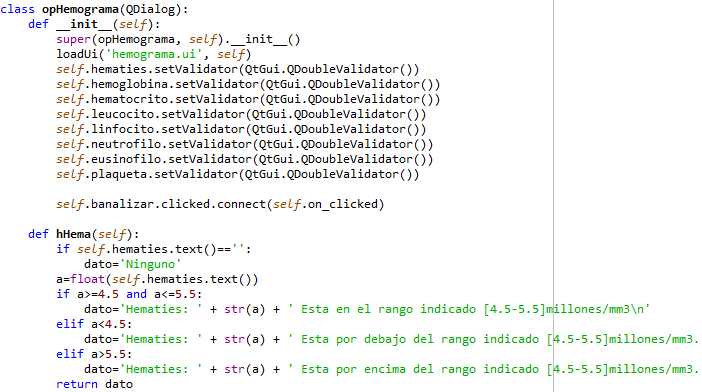 class opHemograma(QDialog):
    def __init__(self):
        super(opHemograma, self).__init__()
        loadUi('hemograma.ui', self)
        self.hematies.setValidator(QtGui.QDoubleValidator())
        self.hemoglobina.setValidator(QtGui.QDoubleValidator())
        self.hematocrito.setValidator(QtGui.QDoubleValidator())
        self.leucocito.setValidator(QtGui.QDoubleValidator())
        self.linfocito.setValidator(QtGui.QDoubleValidator())
        self.neutrofilo.setValidator(QtGui.QDoubleValidator())
        self.eusinofilo.setValidator(QtGui.QDoubleValidator())
        self.plaqueta.setValidator(QtGui.QDoubleValidator())

        self.banalizar.clicked.connect(self.on_clicked)

    def hHema(self):
        if self.hematies.text()=='':
            dato='Ninguno'
        a=float(self.hematies.text())
        if a>=4.5 and a<=5.5:
            dato='Hematies: ' + str(a) + ' Esta en el rango indicado [4.5-5.5]millones/mm3\n'
        elif a<4.5:
            dato='Hematies: ' + str(a) + ' Esta por debajo del rango indicado [4.5-5.5]millones/mm3.
        elif a>5.5:
            dato='Hematies: ' + str(a) + ' Esta por encima del rango indicado [4.5-5.5]millones/mm3.
        return dato